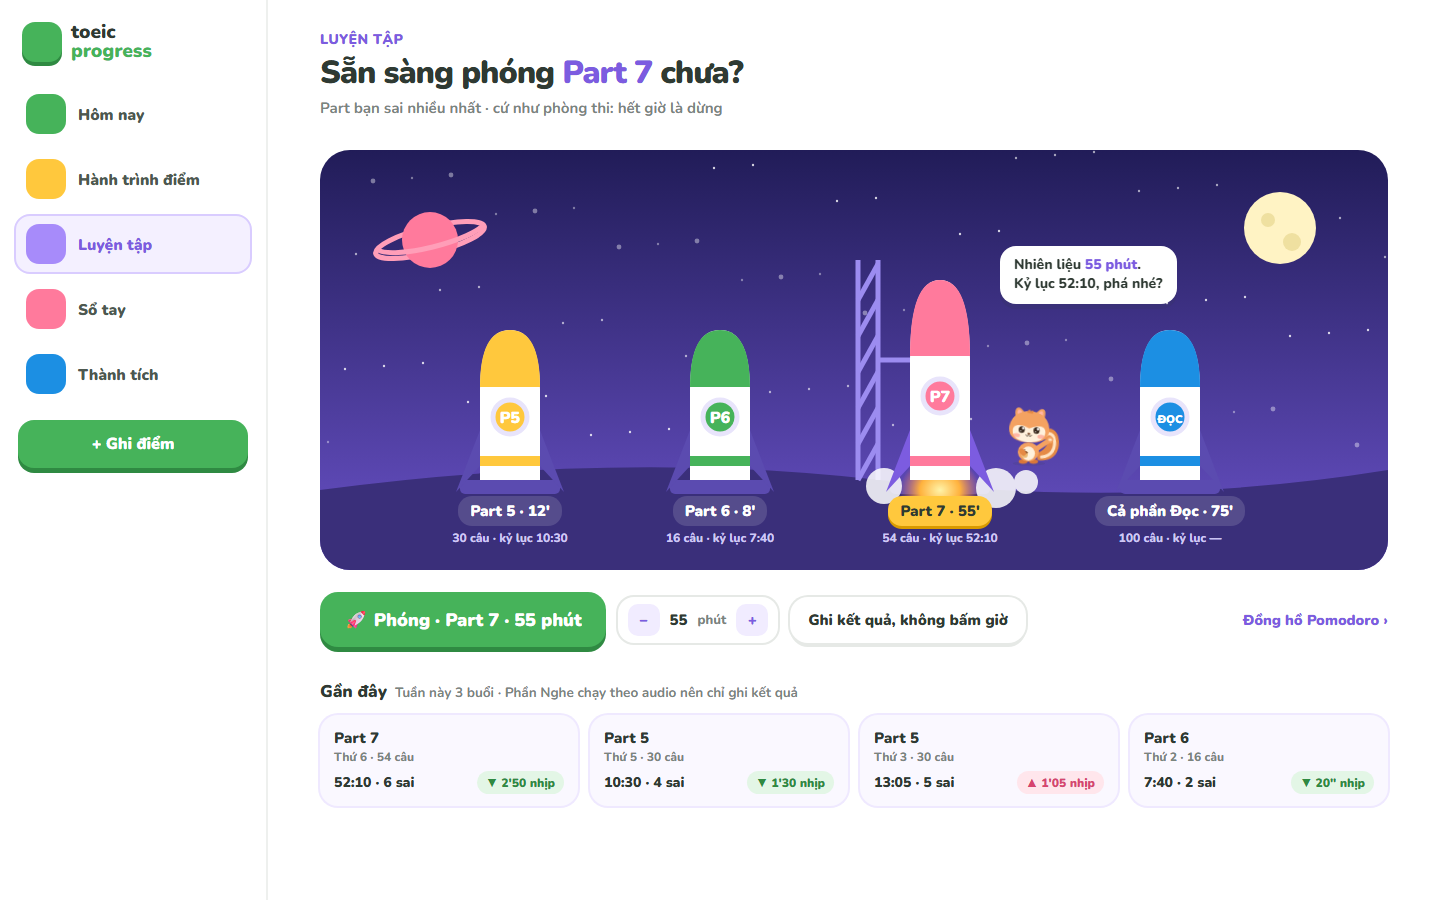 toeic
progress
Hôm nay
Hành trình điểm
Luyện tập
Sổ tay
Thành tích
+ Ghi điểm
LUYỆN TẬP
Sẵn sàng phóng Part 7 chưa?
Part bạn sai nhiều nhất · cứ như phòng thi: hết giờ là dừng
Nhiên liệu 55 phút.
Kỷ lục 52:10, phá nhé?
P5
P6
P7
ĐỌC
Part 5 · 12'
30 câu · kỷ lục 10:30
Part 6 · 8'
16 câu · kỷ lục 7:40
Part 7 · 55'
54 câu · kỷ lục 52:10
Cả phần Đọc · 75'
100 câu · kỷ lục —
Phóng · Part 7 · 55 phút
− 55 phút +
Ghi kết quả, không bấm giờ
Đồng hồ Pomodoro ›
Gần đây Tuần này 3 buổi · Phần Nghe chạy theo audio nên chỉ ghi kết quả
Part 7
Thứ 6 · 54 câu
52:10 · 6 sai ▼ 2'50 nhịp
Part 5
Thứ 5 · 30 câu
10:30 · 4 sai ▼ 1'30 nhịp
Part 5
Thứ 3 · 30 câu
13:05 · 5 sai ▲ 1'05 nhịp
Part 6
Thứ 2 · 16 câu
7:40 · 2 sai ▼ 20" nhịp